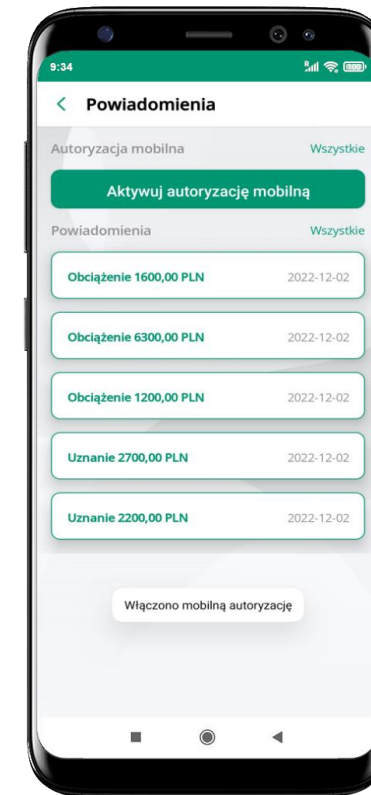 9:34
Powiadomienia
Autoryzacja mobilna Wszystkie
Aktywuj autoryzację mobilną
Powiadomienia Wszystkie
Obciążenie 1600,00 PLN 2022-12-02
Obciążenie 6300,00 PLN 2022-12-02
Obciążenie 1200,00 PLN 2022-12-02
Uznanie 2700,00 PLN 2022-12-02
Uznanie 2200,00 PLN 2022-12-02
Włączono mobilną autoryzację